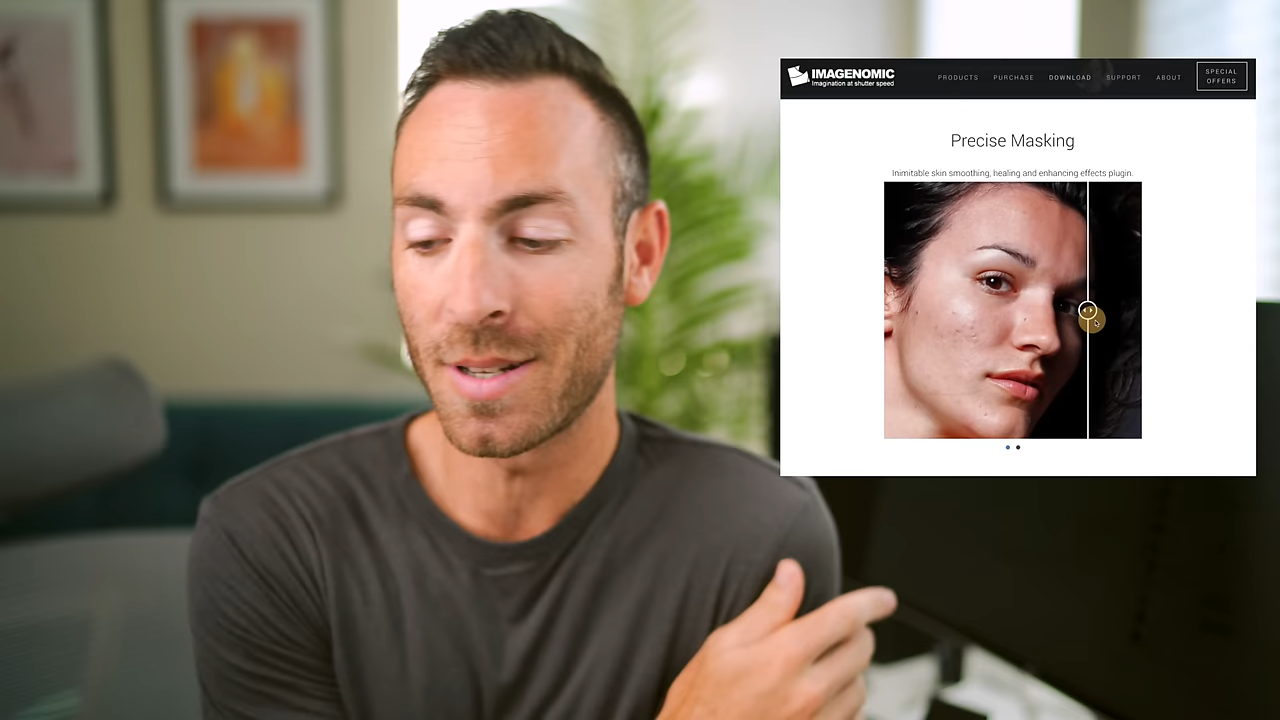 IMAGENOMIC
Imagination at shutter speed
PRODUCTS PURCHASE DOWNLOAD SUPPORT ABOUT
SPECIAL
OFFERS
Precise Masking
Inimitable skin smoothing, healing and enhancing effects plugin.